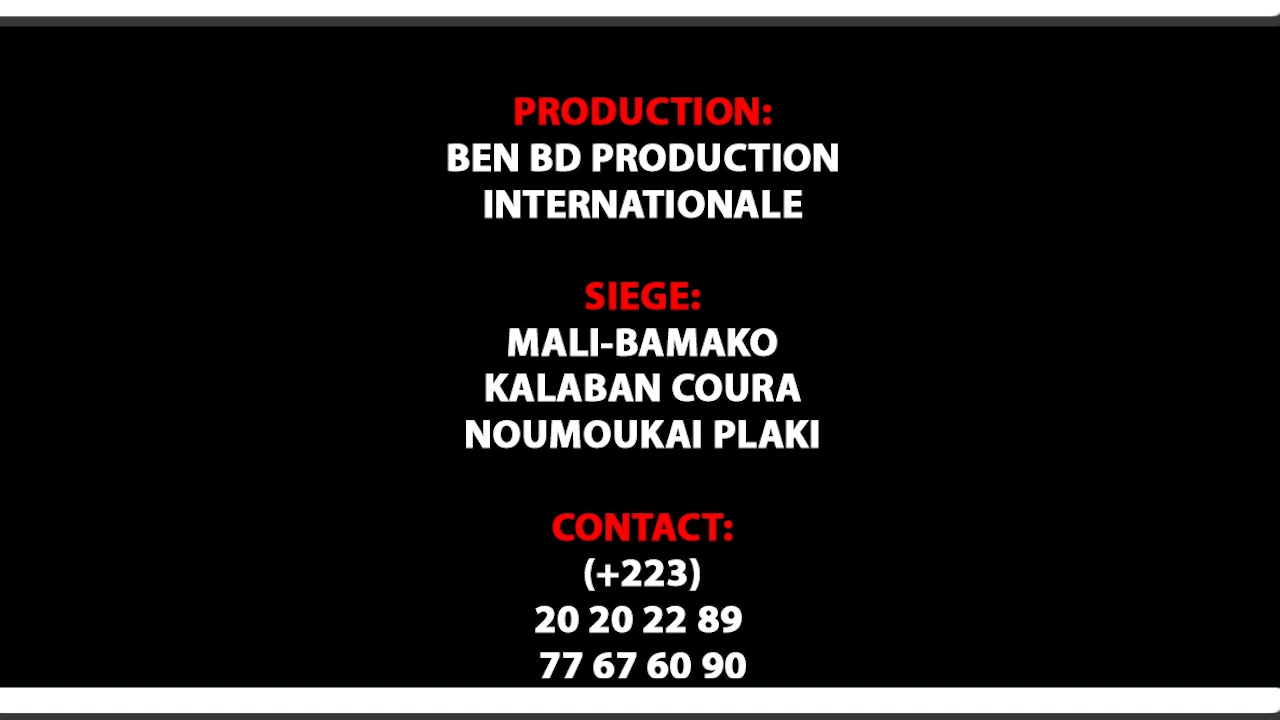 PRODUCTION:
BEN BD PRODUCTION
INTERNATIONALE
SIEGE:
MALI-BAMAKO
KALABAN COURA
NOUMOUKAI PLAKI
CONTACT:
(+223)
20 20 22 89
77 67 60 90